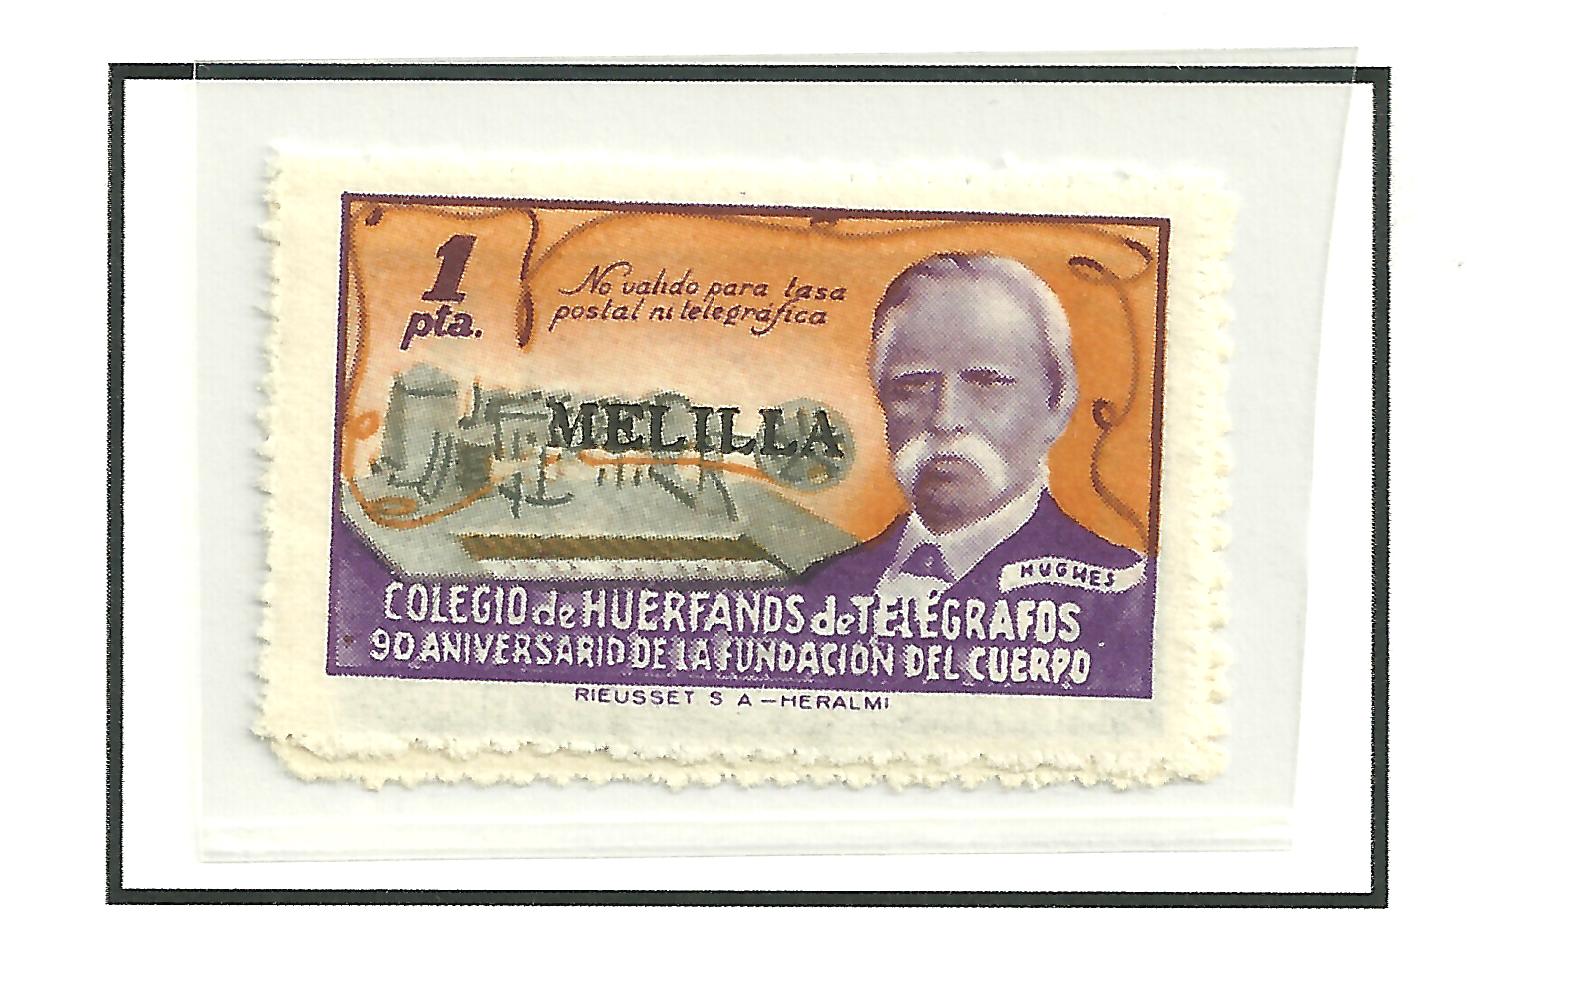 1
pta.
No valido para tasa
postal ni telegráfica
MELILLA
HUGHES
COLEGIO de HUERFANOS de TELÉGRAFOS
90 ANIVERSARIO DE LA FUNDACION DEL CUERPO
RIEUSSET S A - HERALMI